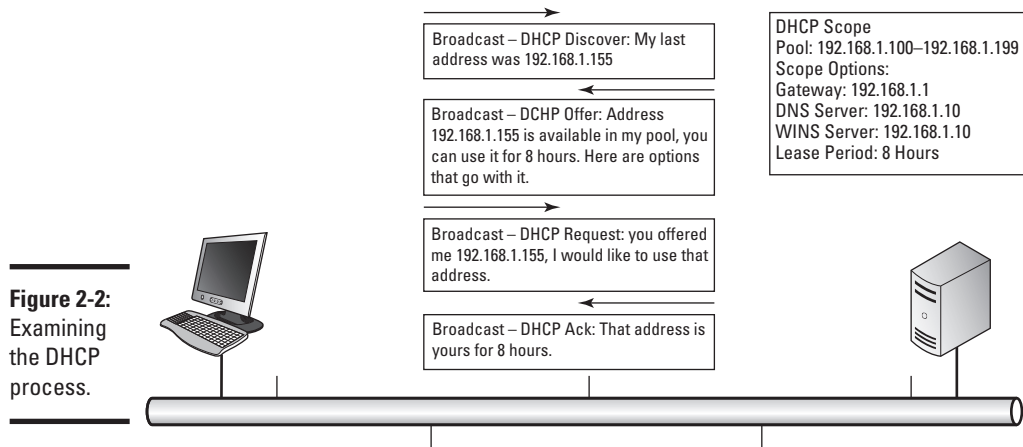 Broadcast – DHCP Discover: My last
address was 192.168.1.155
Broadcast – DCHP Offer: Address
192.168.1.155 is available in my pool, you
can use it for 8 hours. Here are options
that go with it.
Broadcast – DHCP Request: you offered
me 192.168.1.155, I would like to use that
address.
Broadcast – DHCP Ack: That address is
yours for 8 hours.
DHCP Scope
Pool: 192.168.1.100–192.168.1.199
Scope Options:
Gateway: 192.168.1.1
DNS Server: 192.168.1.10
WINS Server: 192.168.1.10
Lease Period: 8 Hours
Figure 2-2:
Examining
the DHCP
process.